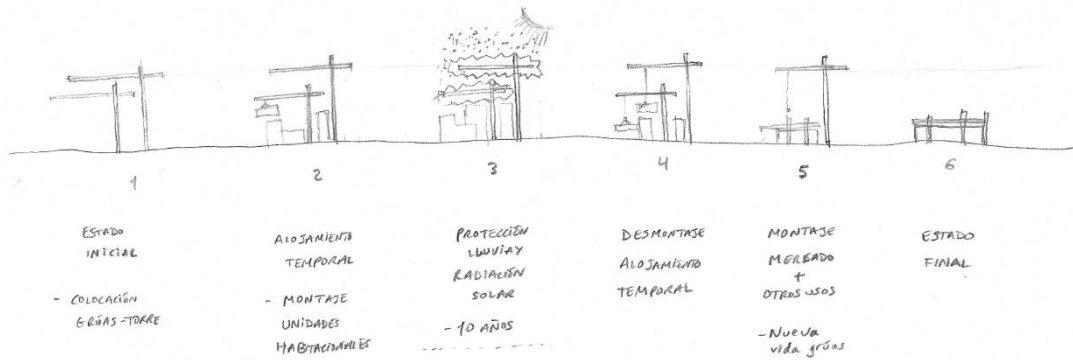 1
2
3
4
5
6
ESTADO
INICIAL
- COLOCACIÓN
GRÚAS-TORRE
ALOJAMIENTO
TEMPORAL
- MONTAJE
UNIDADES
HABITACIONALES
PROTECCIÓN
LLUVIA Y
RADIACIÓN
SOLAR
- 10 AÑOS
DESMONTAJE
ALOJAMIENTO
TEMPORAL
MONTAJE
MERCADO
+
OTROS USOS
- Nueva
vida grúas
ESTADO
FINAL